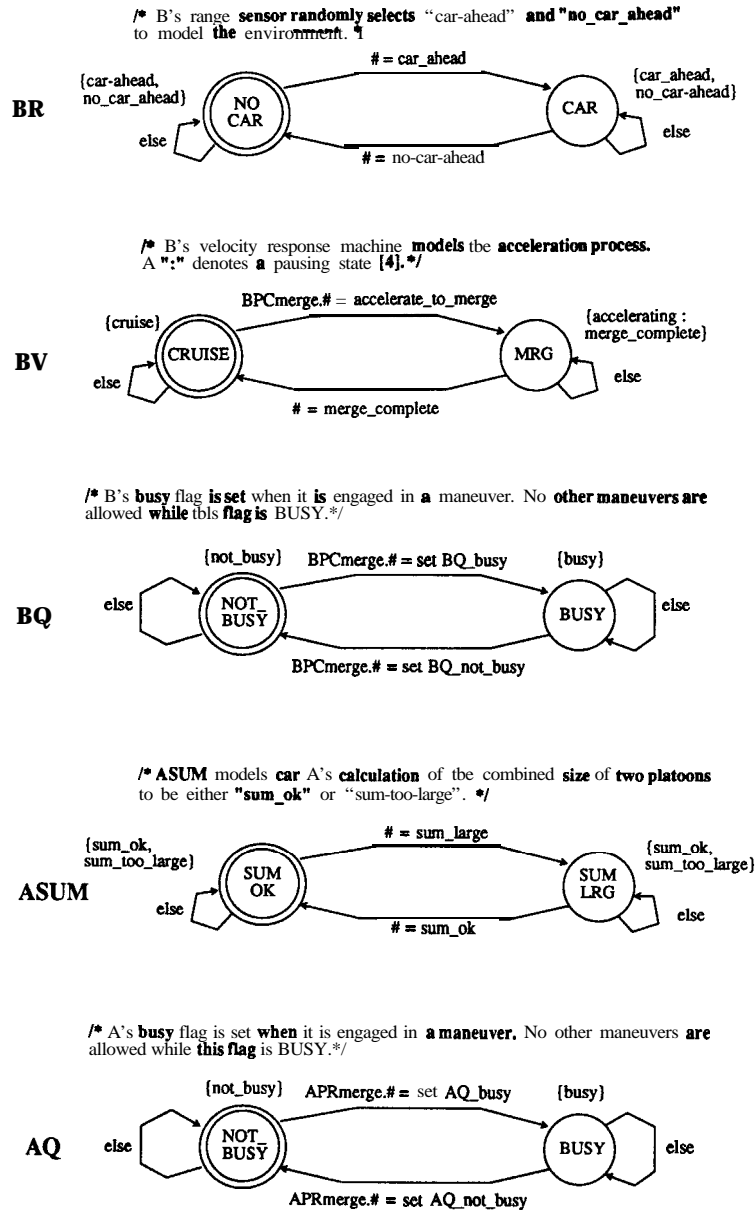 /* B's range sensor randomly selects “car-ahead” and "no_car_ahead"
to model the environment. *I
# = car_ahead
{car-ahead,
no_car_ahead}
{car_ahead,
no_car-ahead}
BR
NO
CAR
CAR
else
else
# = no-car-ahead
/* B's velocity response machine models tbe acceleration process.
A ":" denotes a pausing state [4]. */
BPCmerge.# = accelerate_to_merge
{cruise}
{accelerating :
merge_complete}
BV
CRUISE
MRG
else
else
# = merge_complete
/* B's busy flag is set when it is engaged in a maneuver. No other maneuvers are
allowed while tbls flag is BUSY.*/
{not_busy}
BPCmerge.# = set BQ_busy
{busy}
BQ
else
NOT_
BUSY
BUSY
else
BPCmerge.# = set BQ_not_busy
/* ASUM models car A's calculation of tbe combined size of two platoons
to be either "sum_ok" or “sum-too-large”. */
# = sum_large
{sum_ok,
sum_too_large}
{sum_ok,
sum_too_large}
ASUM
SUM
OK
SUM
LRG
else
else
# = sum_ok
/* A's busy flag is set when it is engaged in a maneuver. No other maneuvers are
allowed while this flag is BUSY.*/
{not_busy}
APRmerge.# = set AQ_busy
{busy}
AQ
else
NOT_
BUSY
BUSY
else
APRmerge.# = set AQ_not_busy